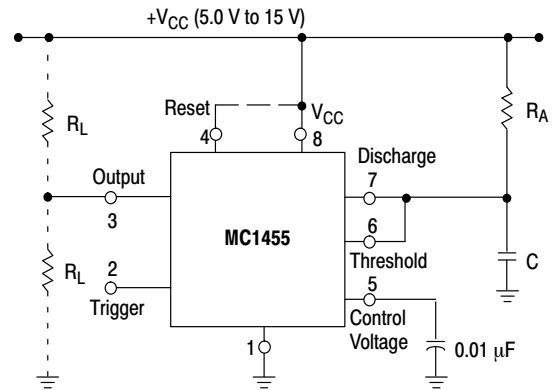 +VCC (5.0 V to 15 V)
Reset
VCC
4
8
RL
RA
Discharge
7
Output
3
MC1455
6
Threshold
C
2
Trigger
RL
5
Control
Voltage
0.01 µF
1